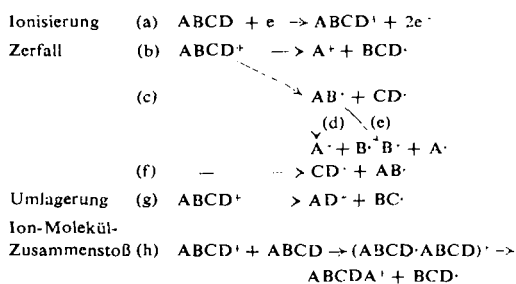 Ionisierung (a) ABCD + e → ABCD⁺ + 2e⁻
Zerfall (b) ABCD⁺ —> A⁺ + BCD·
(c) AB⁺ + CD·
(d) (e)
A⁺ + B· B⁺ + A·
(f) — > CD⁺ + AB·
Umlagerung (g) ABCD⁺ > AD⁺ + BC·
Ion-Molekül-
Zusammenstoß (h) ABCD⁺ + ABCD → (ABCD·ABCD)⁺ →
ABCDA⁺ + BCD·